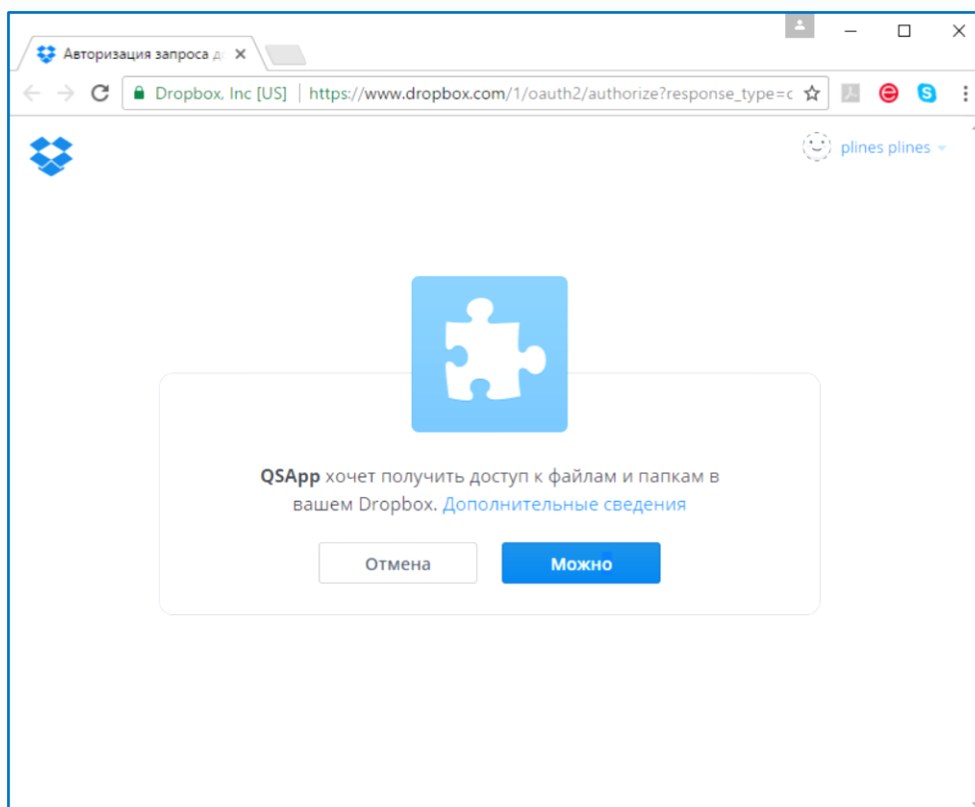 Авторизация запроса д
Dropbox, Inc [US] | https://www.dropbox.com/1/oauth2/authorize?response_type=c
plines plines
QSApp хочет получить доступ к файлам и папкам в
вашем Dropbox. Дополнительные сведения
Отмена
Можно